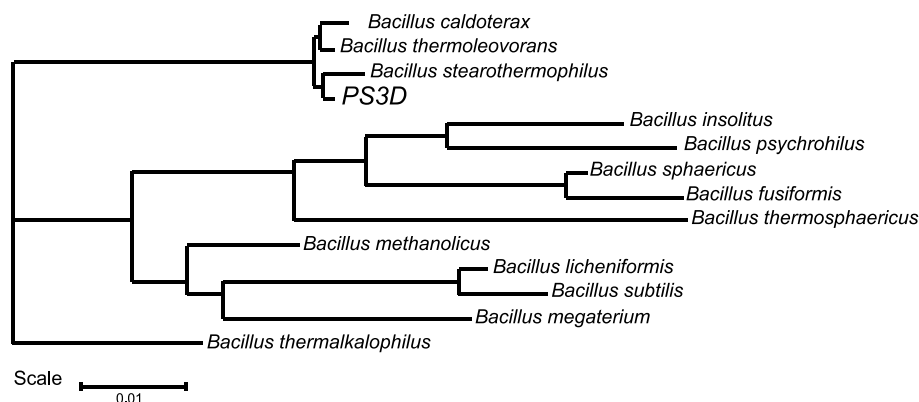 Bacillus caldoterax
Bacillus thermoleovorans
Bacillus stearothermophilus
PS3D
Bacillus insolitus
Bacillus psychrohilus
Bacillus sphaericus
Bacillus fusiformis
Bacillus thermosphaericus
Bacillus methanolicus
Bacillus licheniformis
Bacillus subtilis
Bacillus megaterium
Bacillus thermalkalophilus
Scale
0.01